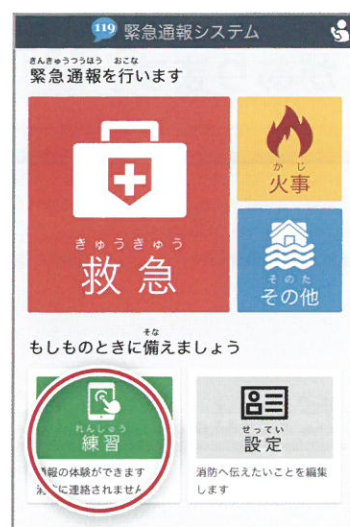 119 緊急通報システム
きんきゅうつうほう おこな
緊急通報を行います
きゅうきゅう
救急
かじ
火事
そのた
その他
そな
もしものときに備えましょう
れんしゅう
練習
通報の体験ができます
消防に連絡されません
せってい
設定
消防へ伝えたいことを編集
します